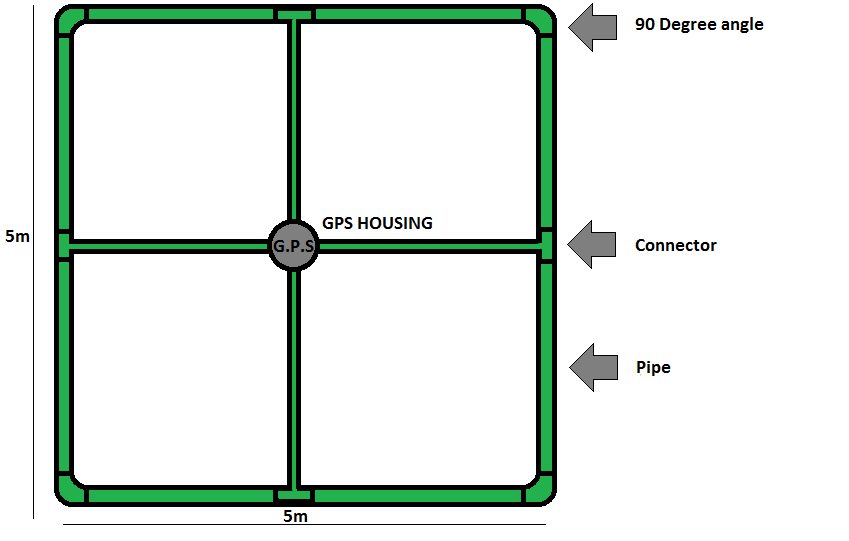 90 Degree angle
GPS HOUSING
5m
G.P.S
Connector
Pipe
5m